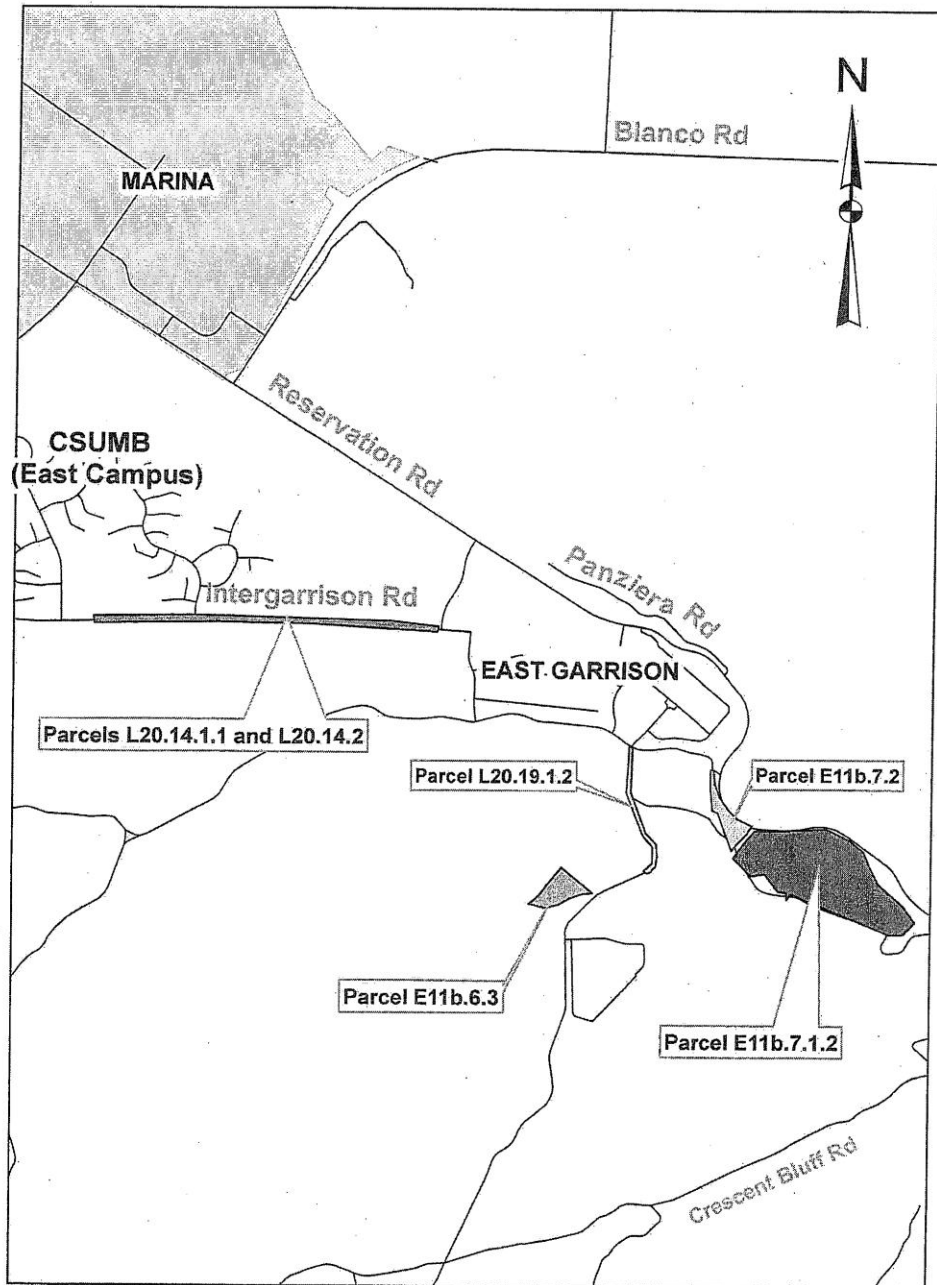 N
Blanco Rd
MARINA
Reservation Rd
CSUMB
(East Campus)
Panziera Rd
Intergarrison Rd
EAST GARRISON
Parcels L20.14.1.1 and L20.14.2
Parcel L20.19.1.2
Parcel E11b.7.2
Parcel E11b.6.3
Parcel E11b.7.1.2
Crescent Bluff Rd